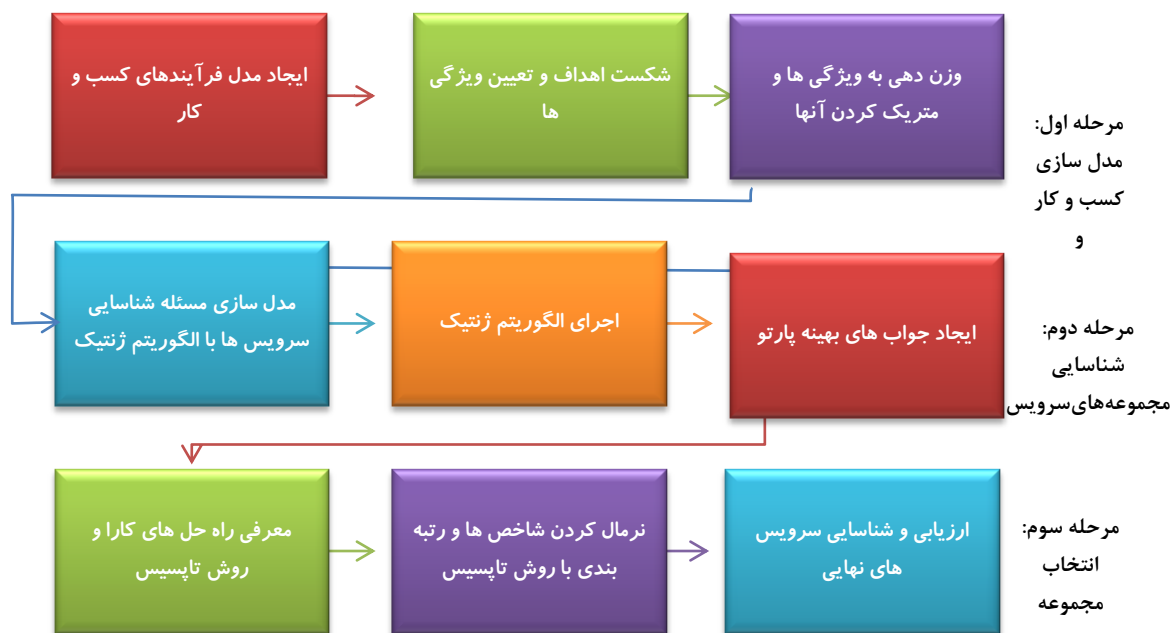 ایجاد مدل فرآیندهای کسب و
کار
شکست اهداف و تعیین ویژگی
ها
وزن دهی به ویژگی ها و
متریک کردن آنها
مرحله اول:
مدل سازی
کسب و کار
و
مدل سازی مسئله شناسایی
سرویس ها با الگوریتم ژنتیک
اجرای الگوریتم ژنتیک
ایجاد جواب های بهینه پارتو
مرحله دوم:
شناسایی
مجموعه‌های‌سرویس
معرفی راه حل های کارا و
روش تاپسیس
نرمال کردن شاخص ها و رتبه
بندی با روش تاپسیس
ارزیابی و شناسایی سرویس
های نهایی
مرحله سوم:
انتخاب
مجموعه